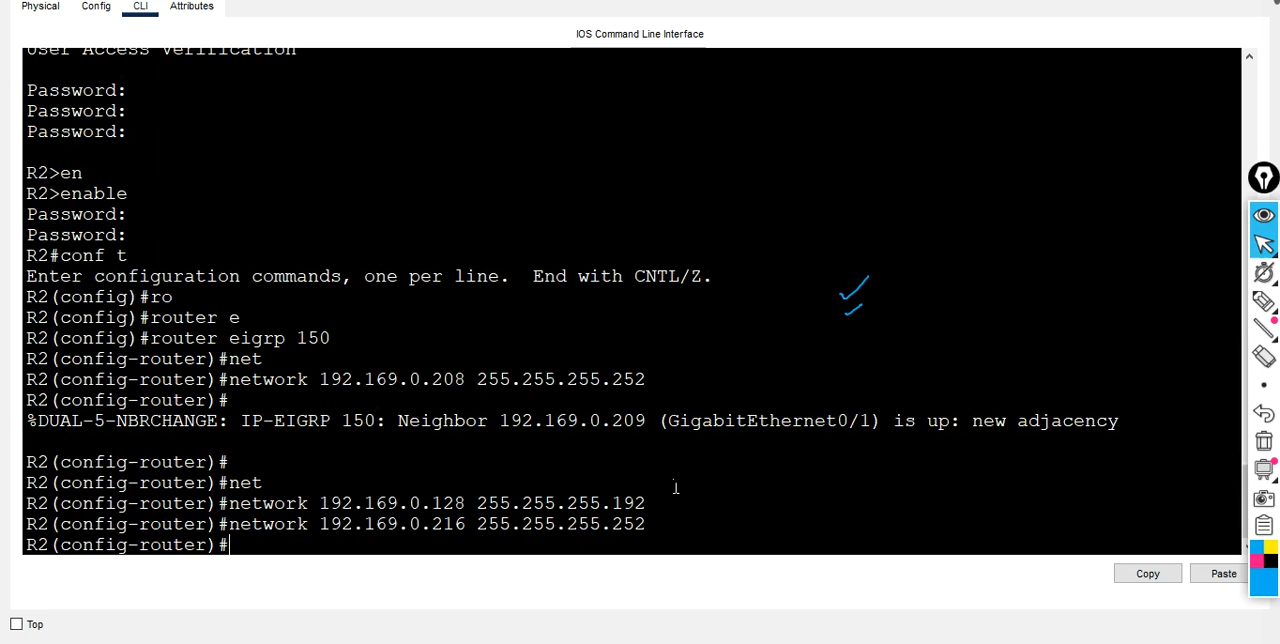 Physical Config CLI Attributes
IOS Command Line Interface
User Access Verification
Password:
Password:
Password:
R2>en
R2>enable
Password:
Password:
R2#conf t
Enter configuration commands, one per line.  End with CNTL/Z.
R2(config)#ro
R2(config)#router e
R2(config)#router eigrp 150
R2(config-router)#net
R2(config-router)#network 192.169.0.208 255.255.255.252
R2(config-router)#
%DUAL-5-NBRCHANGE: IP-EIGRP 150: Neighbor 192.169.0.209 (GigabitEthernet0/1) is up: new adjacency
R2(config-router)#
R2(config-router)#net
R2(config-router)#network 192.169.0.128 255.255.255.192
R2(config-router)#network 192.169.0.216 255.255.255.252
R2(config-router)#
Copy Paste
Top